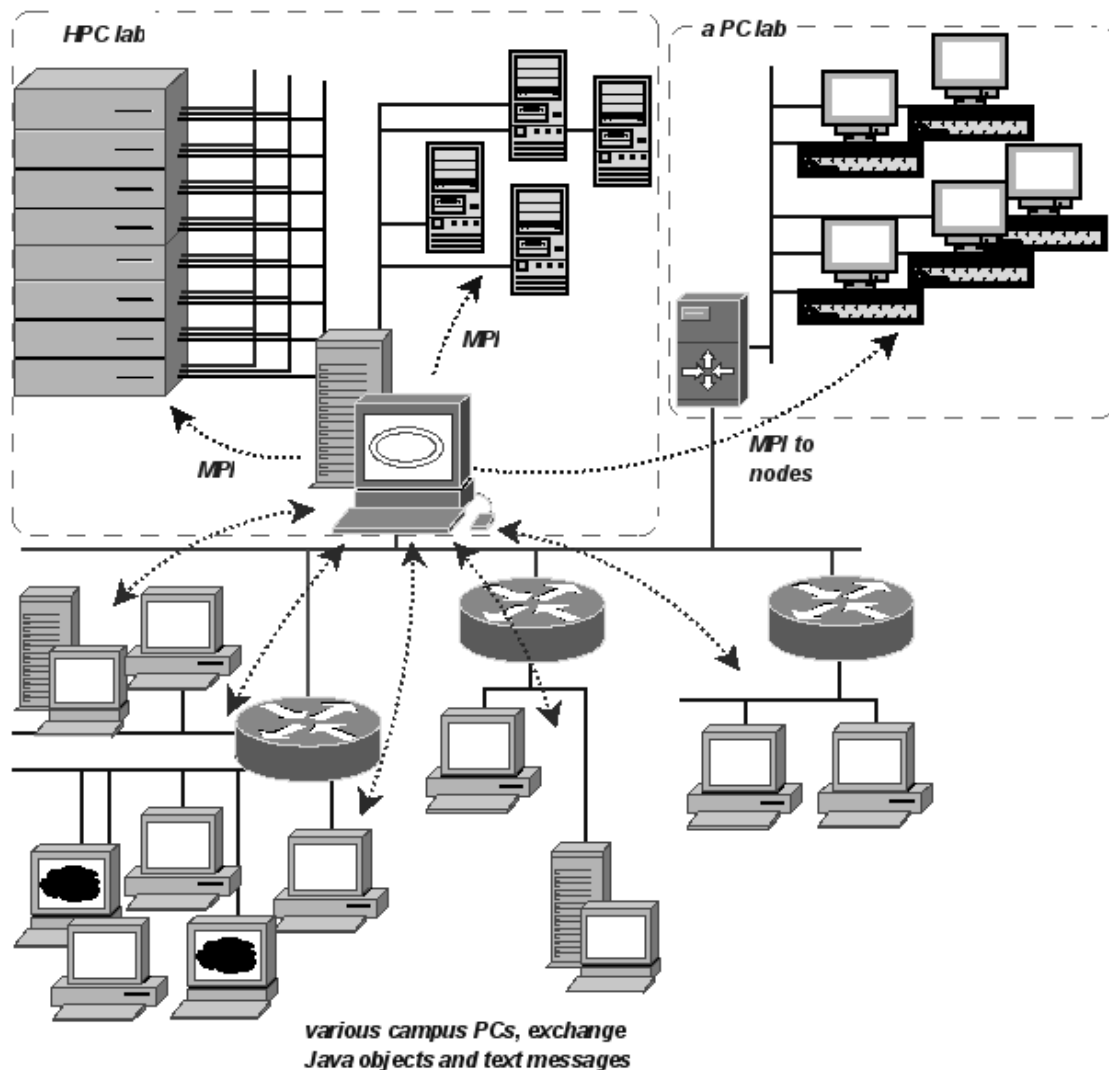 HPC lab
a PC lab
MPI
MPI
MPI to
nodes
various campus PCs, exchange
Java objects and text messages